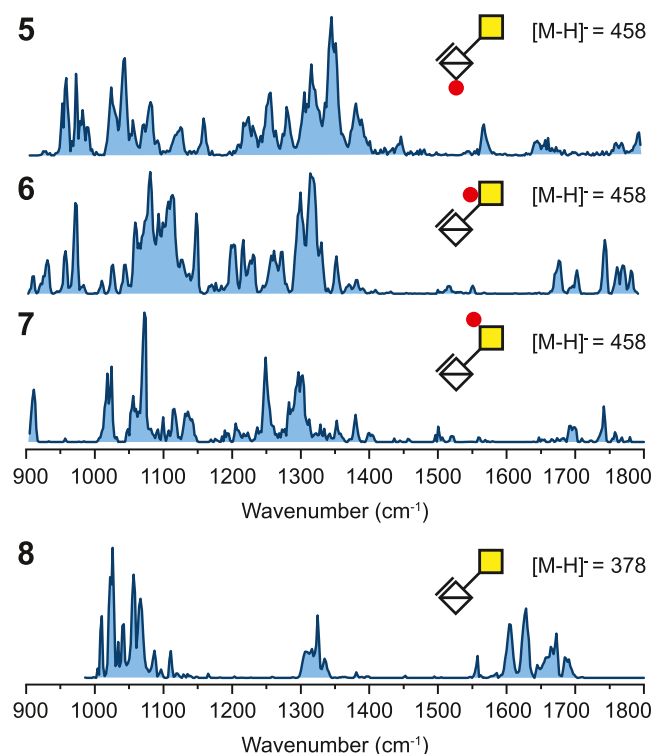 5 [M-H]⁻ = 458
6 [M-H]⁻ = 458
7 [M-H]⁻ = 458
900 1000 1100 1200 1300 1400 1500 1600 1700 1800
Wavenumber (cm⁻¹)
8 [M-H]⁻ = 378
900 1000 1100 1200 1300 1400 1500 1600 1700 1800
Wavenumber (cm⁻¹)